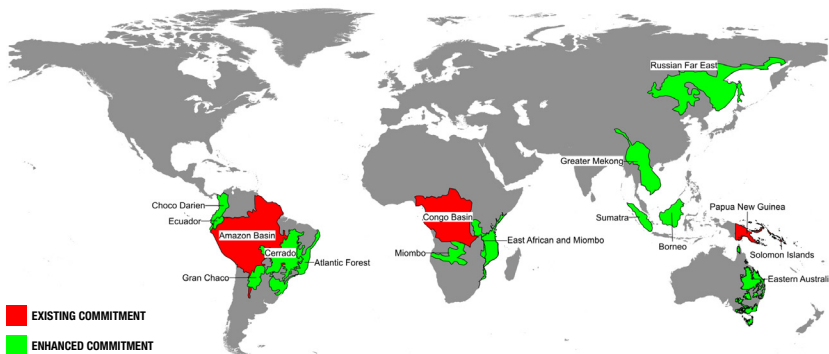 Russian Far East
Greater Mekong
Choco Darien
Ecuador
Amazon Basin
Cerrado
Gran Chaco
Atlantic Forest
Congo Basin
Miombo
East African and Miombo
Sumatra
Borneo
Papua New Guinea
Solomon Islands
Eastern Australi
EXISTING COMMITMENT
ENHANCED COMMITMENT